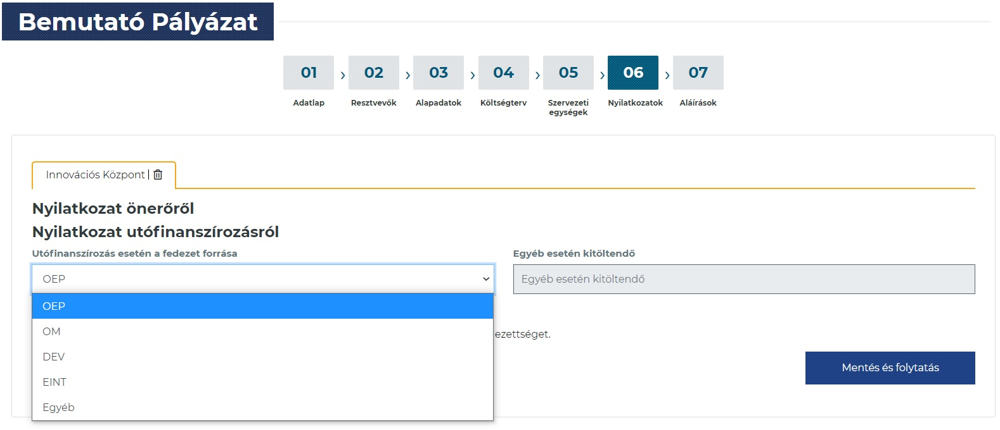 Bemutató Pályázat
01 › 02 › 03 › 04 › 05 › 06 › 07
Adatlap Resztvevők Alapadatok Költségterv Szervezeti egységek Nyilatkozatok Aláírások
Innovációs Központ |
Nyilatkozat önerőről
Nyilatkozat utófinanszírozásról
Utófinanszírozás esetén a fedezet forrása
OEP
OEP
OM
DEV
EINT
Egyéb
Egyéb esetén kitöltendő
Egyéb esetén kitöltendő
ezettséget.
Mentés és folytatás